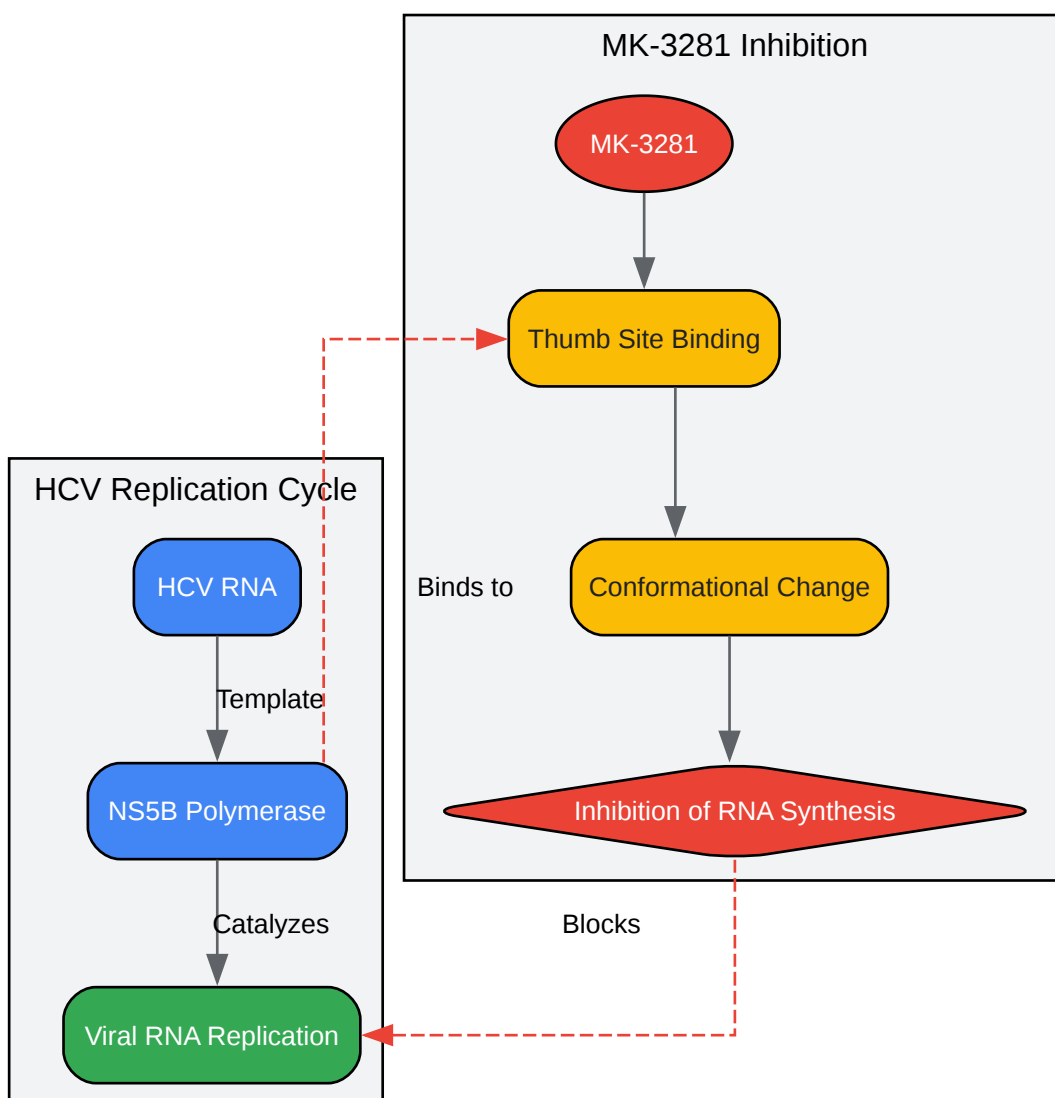 MK-3281 Inhibition
MK-3281
Thumb Site Binding
HCV Replication Cycle
HCV RNA
Binds to
Conformational Change
Template
NS5B Polymerase
Inhibition of RNA Synthesis
Catalyzes
Blocks
Viral RNA Replication